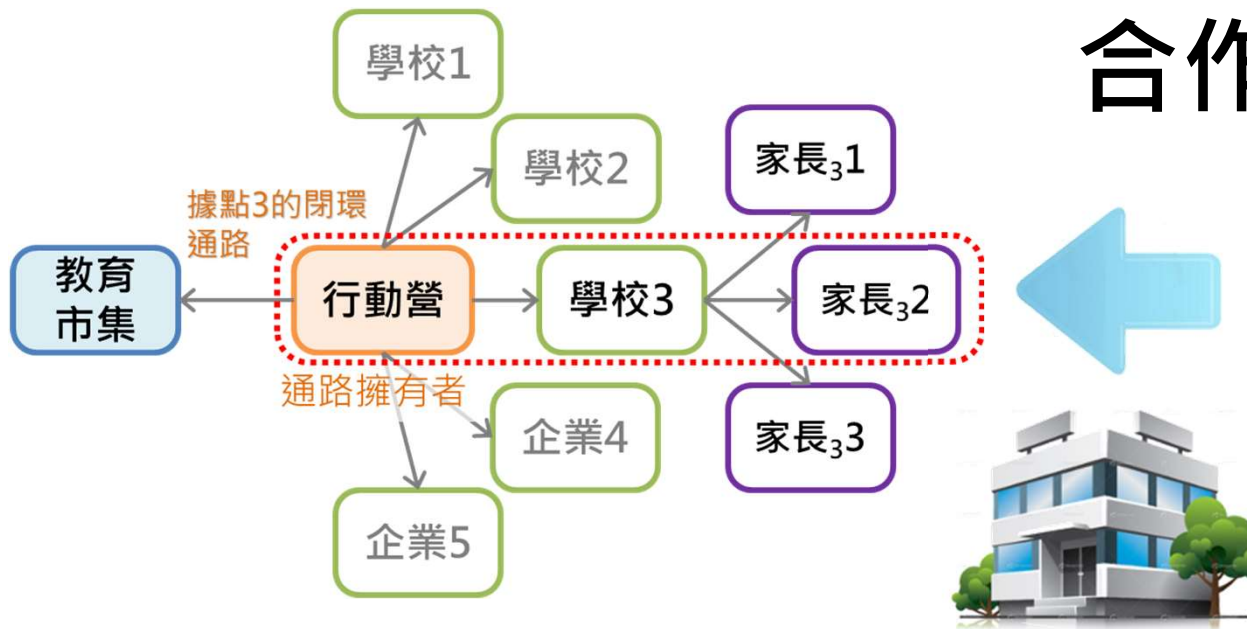 學校1
合作
學校2
家長₃1
據點3的閉環
通路
教育
市集
行動營
學校3
家長₃2
通路擁有者
企業4
家長₃3
企業5